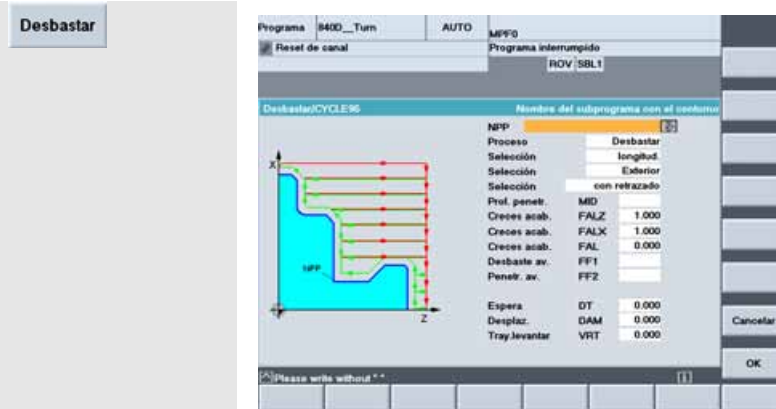 Desbastar
Programa 840D__Turn AUTO MPF0
Reset de canal Programa interrumpido
ROV SBL1
Desbastar/CYCLE95 Nombre del subprograma con el contorno
NPP
Proceso Desbastar
Selección longitud.
Selección Exterior
Selección con retrazado
Prol. penetr. MID
Creces acab. FALZ 1.000
Creces acab. FALX 1.000
Creces acab. FAL 0.000
Desbaste av. FF1
Penetr. av. FF2
Espera DT 0.000
Desplaz. DAM 0.000
Tray.levantar VRT 0.000
X
NPP
Z
Cancelar
OK
Please write without " "